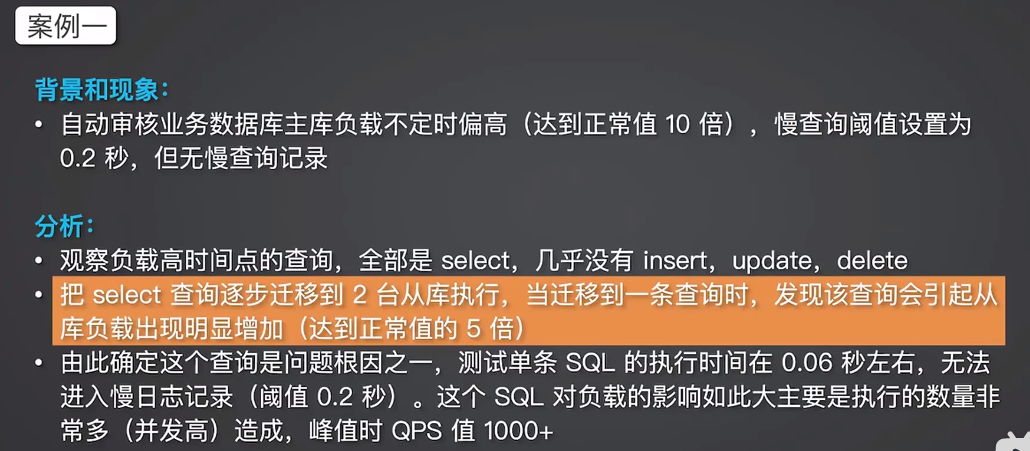 案例一
背景和现象：
• 自动审核业务数据库主库负载不定时偏高（达到正常值 10 倍），慢查询阈值设置为
0.2 秒，但无慢查询记录
分析：
• 观察负载高时间点的查询，全部是 select，几乎没有 insert，update，delete
• 把 select 查询逐步迁移到 2 台从库执行，当迁移到一条查询时，发现该查询会引起从
库负载出现明显增加（达到正常值的 5 倍）
• 由此确定这个查询是问题根因之一，测试单条 SQL 的执行时间在 0.06 秒左右，无法
进入慢日志记录（阈值 0.2 秒）。这个 SQL 对负载的影响如此大主要是执行的数量非
常多（并发高）造成，峰值时 QPS 值 1000+